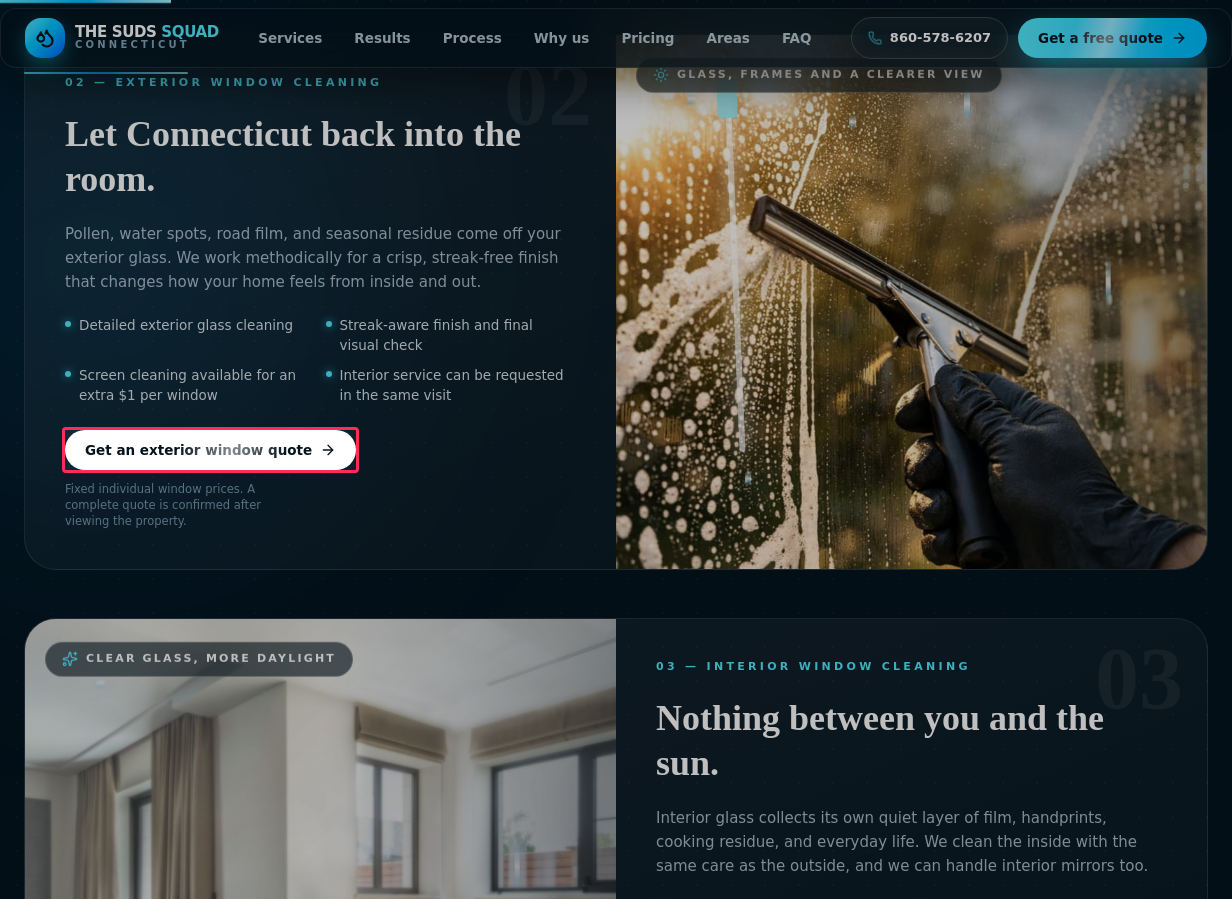 THE SUDS SQUAD
CONNECTICUT
Services
Results
Process
Why us
Pricing
Areas
FAQ
860-578-6207
Get a free quote
02 — EXTERIOR WINDOW CLEANING
02
Let Connecticut back into the
room.
Pollen, water spots, road film, and seasonal residue come off your
exterior glass. We work methodically for a crisp, streak-free finish
that changes how your home feels from inside and out.
Detailed exterior glass cleaning
Streak-aware finish and final
visual check
Screen cleaning available for an
extra $1 per window
Interior service can be requested
in the same visit
Get an exterior window quote
Fixed individual window prices. A
complete quote is confirmed after
viewing the property.
GLASS, FRAMES AND A CLEARER VIEW
CLEAR GLASS, MORE DAYLIGHT
03 — INTERIOR WINDOW CLEANING
03
Nothing between you and the
sun.
Interior glass collects its own quiet layer of film, handprints,
cooking residue, and everyday life. We clean the inside with the
same care as the outside, and we can handle interior mirrors too.